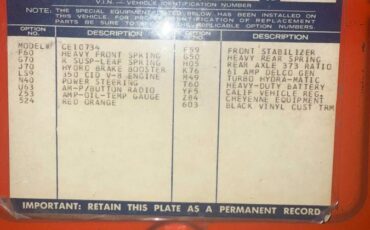 V.I.N. — VEHICLE IDENTIFICATION NUMBER
NOTE: THE SPECIAL EQUIPMENT LISTED BELOW HAS BEEN INSTALLED ON
THIS VEHICLE. FOR PROPER IDENTIFICATION OF REPLACEMENT
PARTS BE SURE TO SPECIFY THE APPLICABLE OPTION NUMBERS.
OPTION NO. DESCRIPTION OPTION NO. DESCRIPTION
MODEL# CE10734
F60 HEAVY FRONT SPRING
G70 K SUSP-LEAF SPRING
J70 HYDRO BRAKE BOOSTER
LS9 350 CID V-8 ENGINE
N40 POWER STEERING
U63 AM-P/BUTTON RADIO
Z53 AMP-OIL-TEMP GAUGE
524 RED ORANGE
F59 FRONT STABILIZER
G50 HEAVY REAR SPRING
H05 REAR AXLE 373 RATIO
K76 61 AMP DELCO GEN
M49 TURBO HYDRA-MATIC
T60 HEAVY-DUTY BATTERY
YF5 CALIF VEHICLE REG.
Z84 CHEYENNE EQUIPMENT
603 BLACK VINYL CUST TRM
IMPORTANT: RETAIN THIS PLATE AS A PERMANENT RECORD